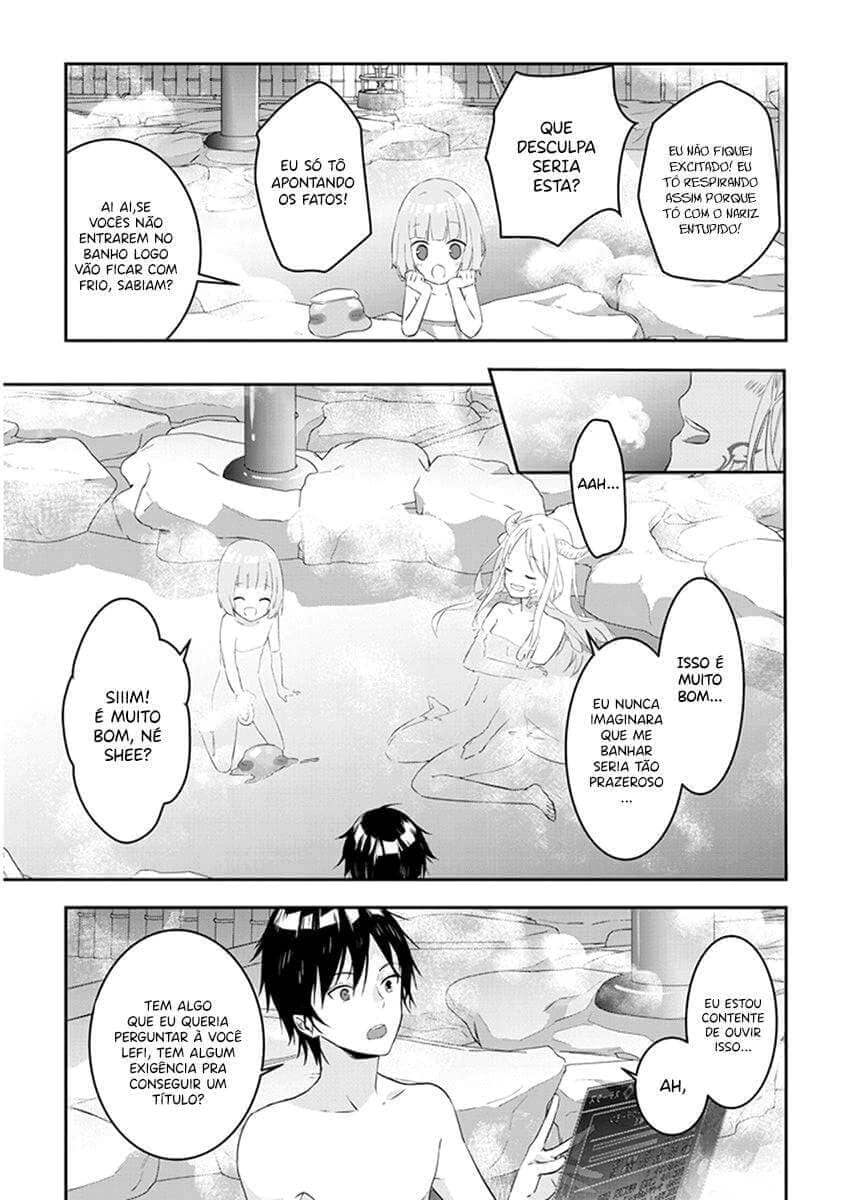 EU NÃO FIQUEI
EXCITADO! EU
TÓ RESPIRANDO
ASSIM PORQUE
TÓ COM O NARIZ
ENTUPIDO!
QUE
DESCULPA
SERIA
ESTA?
EU SÓ TÔ
APONTANDO
OS FATOS!
AI AI,SE
VOCÊS NÃO
ENTRAREM NO
BANHO LOGO
VÃO FICAR COM
FRIO, SABIAM?
AAH...
ISSO É
MUITO
BOM...
EU NUNCA
IMAGINARA
QUE ME
BANHAR
SERIA TÃO
PRAZEROSO
...
SIIIM!
É MUITO
BOM, NÉ
SHEE?
EU ESTOU
CONTENTE
DE OUVIR
ISSO...
AH,
TEM ALGO
QUE EU QUERIA
PERGUNTAR À VOCÊ
LEFI, TEM ALGUM
EXIGÊNCIA PRA
CONSEGUIR UM
TÍTULO?